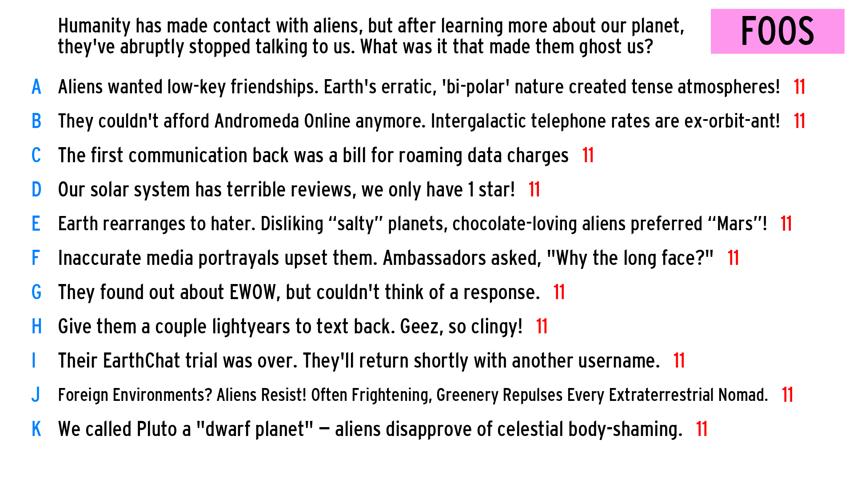 Humanity has made contact with aliens, but after learning more about our planet,
they've abruptly stopped talking to us. What was it that made them ghost us?
FOOS
A Aliens wanted low-key friendships. Earth's erratic, 'bi-polar' nature created tense atmospheres! 11
B They couldn't afford Andromeda Online anymore. Intergalactic telephone rates are ex-orbit-ant! 11
C The first communication back was a bill for roaming data charges 11
D Our solar system has terrible reviews, we only have 1 star! 11
E Earth rearranges to hater. Disliking “salty” planets, chocolate-loving aliens preferred “Mars”! 11
F Inaccurate media portrayals upset them. Ambassadors asked, "Why the long face?" 11
G They found out about EWOW, but couldn't think of a response. 11
H Give them a couple lightyears to text back. Geez, so clingy! 11
I Their EarthChat trial was over. They'll return shortly with another username. 11
J Foreign Environments? Aliens Resist! Often Frightening, Greenery Repulses Every Extraterrestrial Nomad. 11
K We called Pluto a "dwarf planet" – aliens disapprove of celestial body-shaming. 11